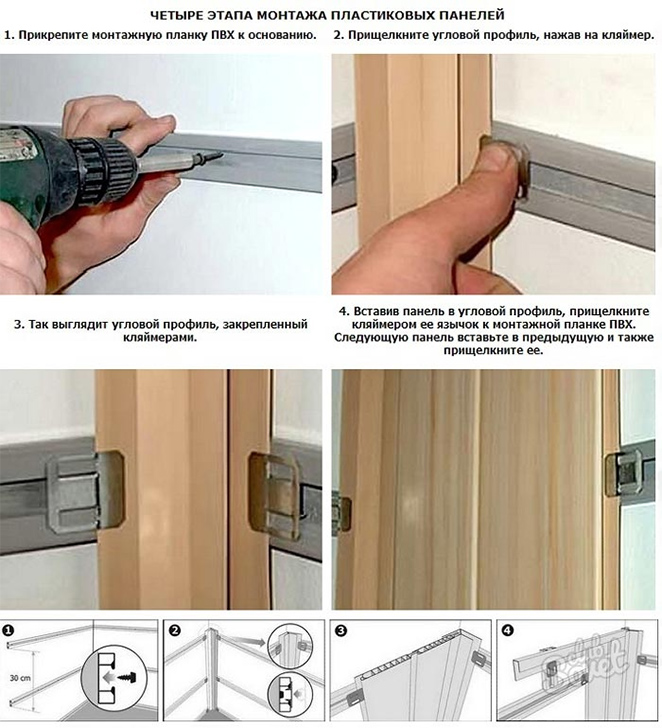 ЧЕТЫРЕ ЭТАПА МОНТАЖА ПЛАСТИКОВЫХ ПАНЕЛЕЙ
1. Прикрепите монтажную планку ПВХ к основанию.
2. Прищелкните угловой профиль, нажав на кляймер.
3. Так выглядит угловой профиль, закрепленный
кляймерами.
4. Вставив панель в угловой профиль, прищелкните
кляймером ее язычок к монтажной планке ПВХ.
Следующую панель вставьте в предыдущую и также
прищелкните ее.
1
30 cm
2
3
4